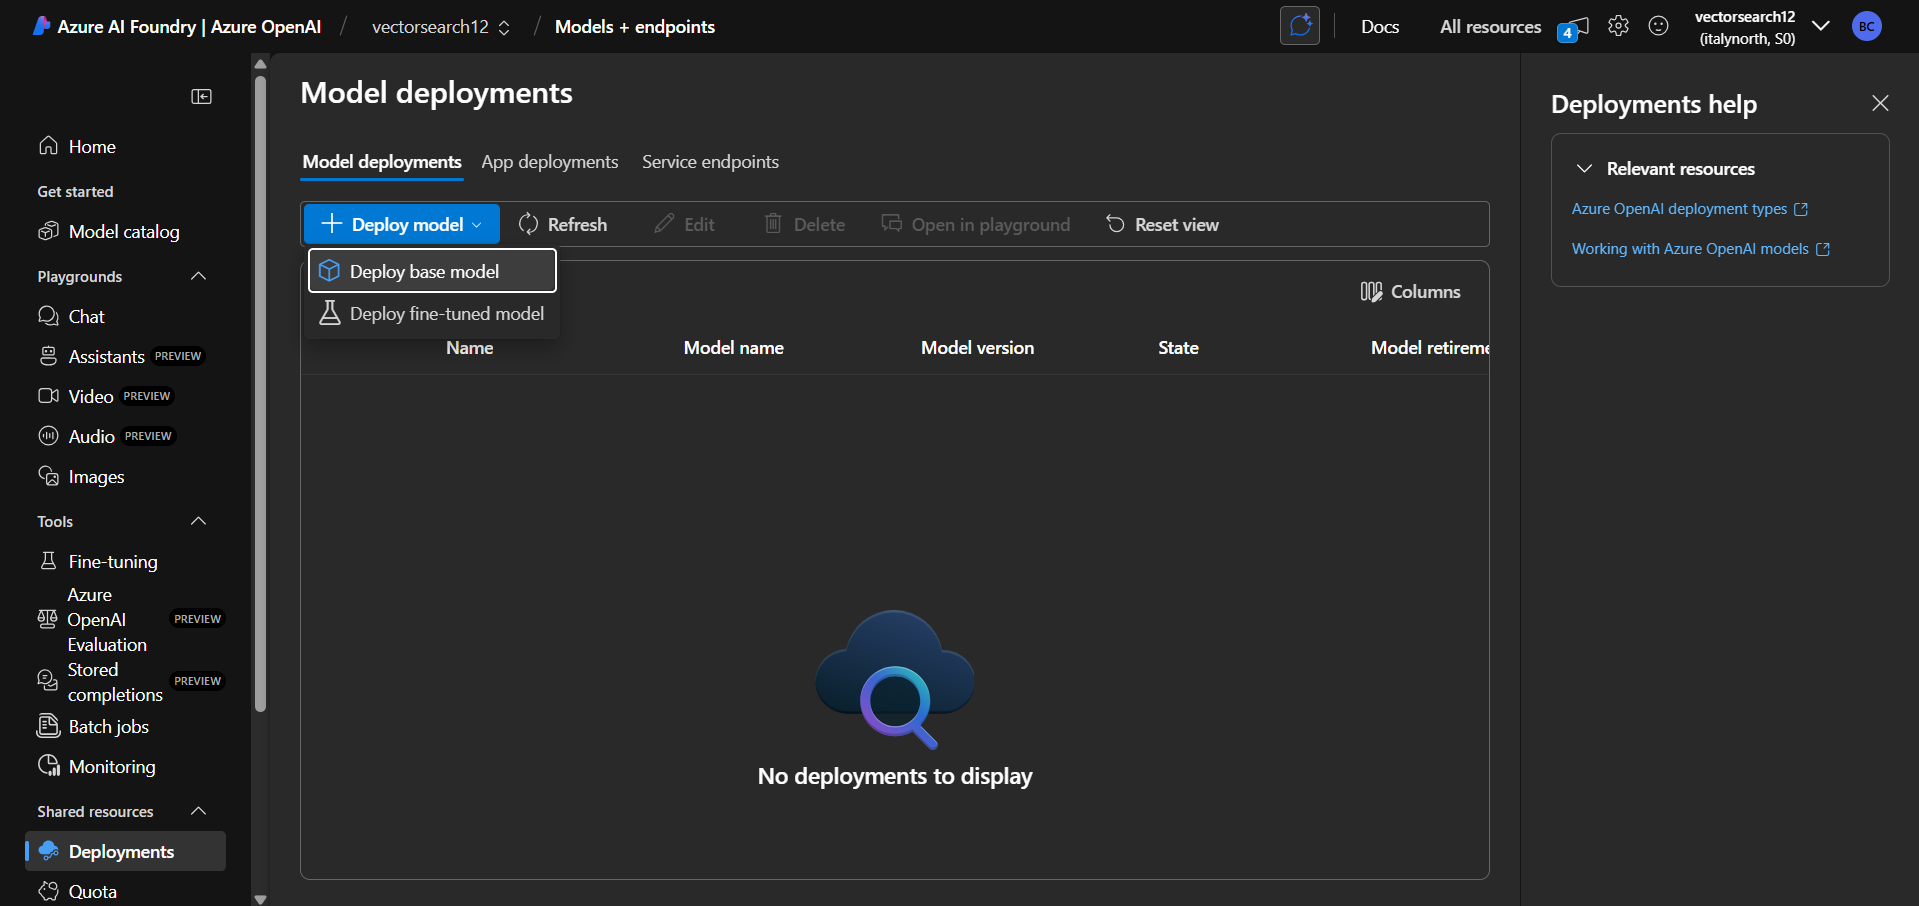 Azure AI Foundry | Azure OpenAI / vectorsearch12 / Models + endpoints
Docs
All resources
4
vectorsearch12
(italynorth, S0)
BC
Home
Get started
Model catalog
Playgrounds
Chat
Assistants PREVIEW
Video PREVIEW
Audio PREVIEW
Images
Tools
Fine-tuning
Azure
OpenAI
Evaluation
PREVIEW
Stored
completions
PREVIEW
Batch jobs
Monitoring
Shared resources
Deployments
Quota
Model deployments
Model deployments App deployments Service endpoints
Deploy model Refresh Edit Delete Open in playground Reset view
Deploy base model
Deploy fine-tuned model
Columns
Name Model name Model version State Model retireme
No deployments to display
Deployments help
Relevant resources
Azure OpenAI deployment types
Working with Azure OpenAI models